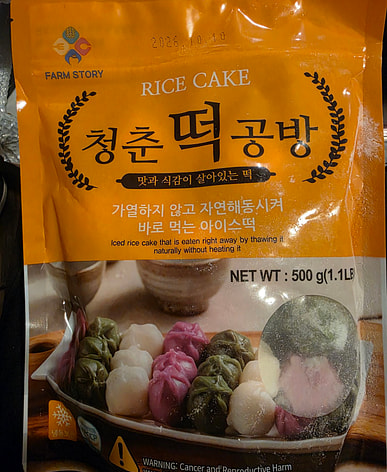 2026.10.10
FARM STORY
RICE CAKE
청춘떡공방
맛과 식감이 살아있는 떡
가열하지 않고 자연해동시켜
바로 먹는 아이스떡
Iced rice cake that is eaten right away by thawing it
naturally without heating it
NET WT : 500 g(1.1LB
WARNING: Cancer and Reproductive Harm